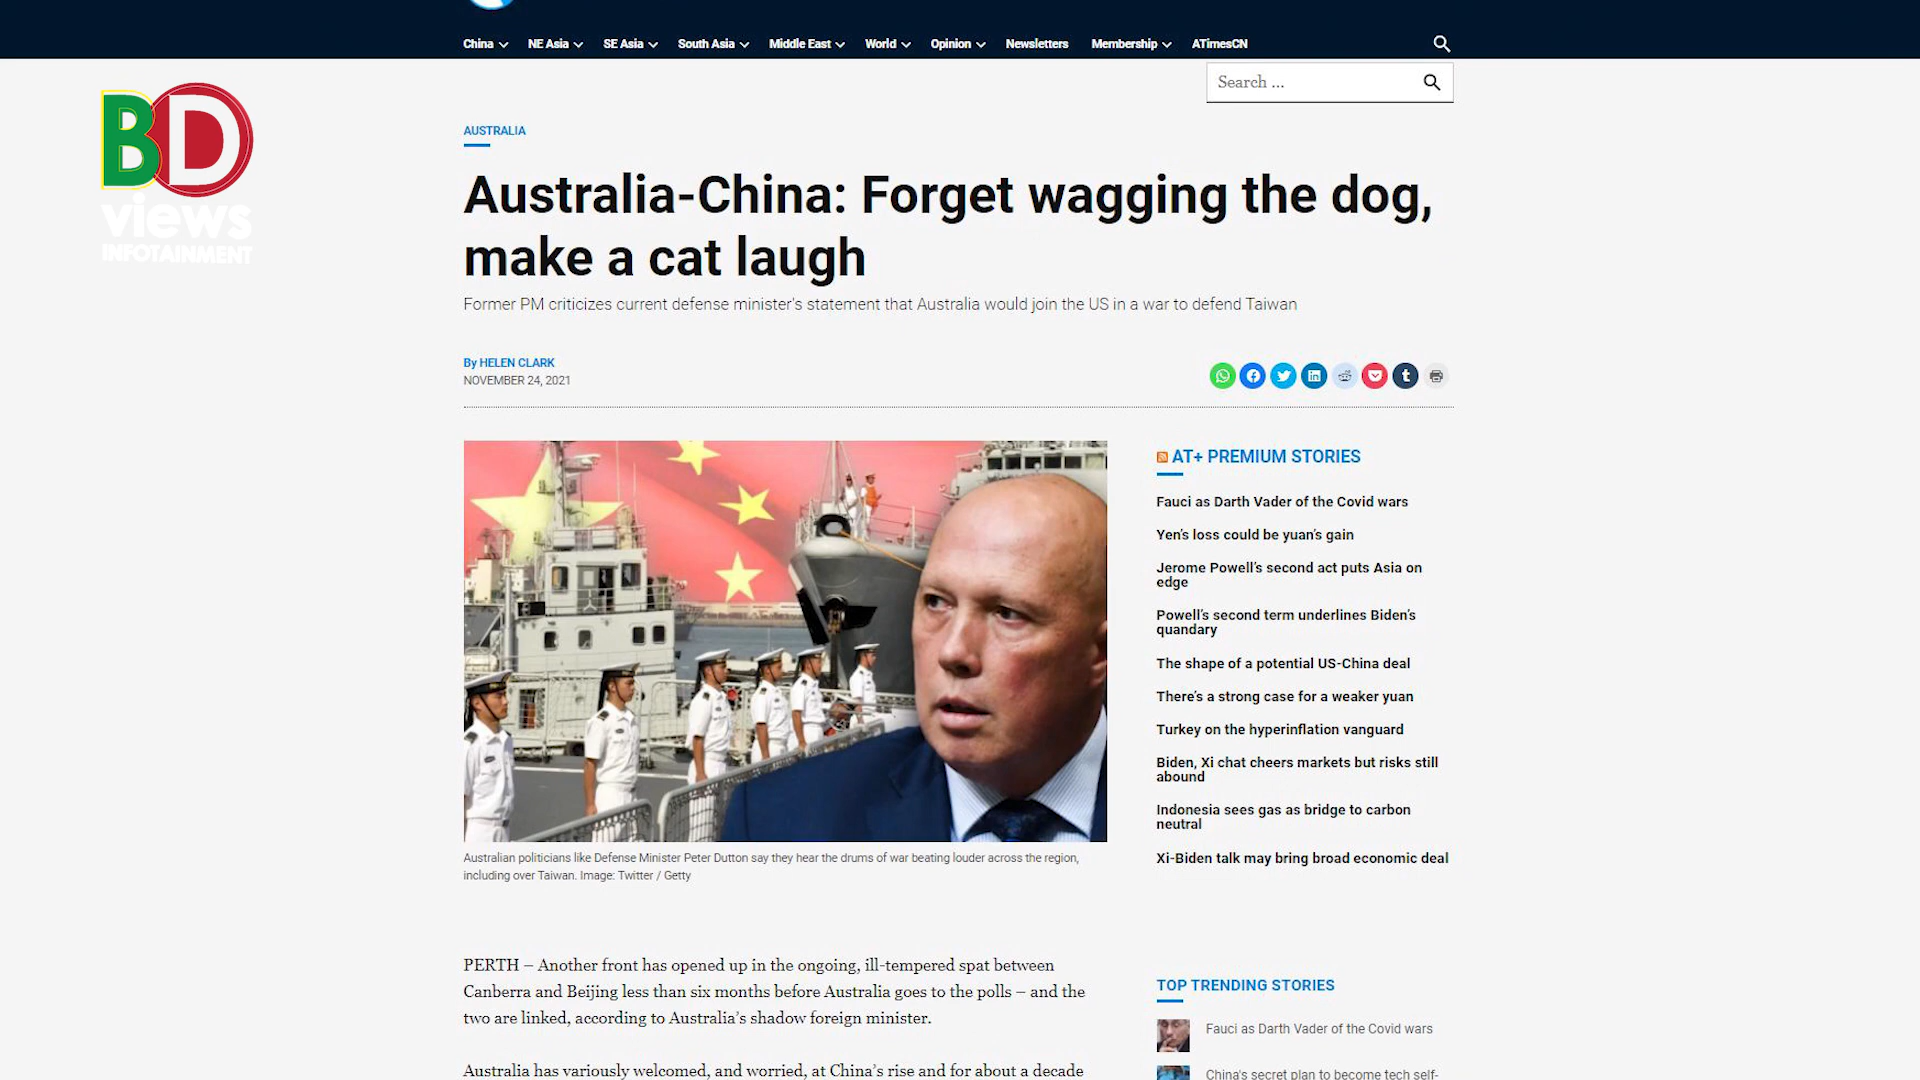 China NE Asia SE Asia South Asia Middle East World Opinion Newsletters Membership ATimesCN
Search ...
BD
views
INFOTAINMENT
AUSTRALIA
Australia-China: Forget wagging the dog,
make a cat laugh
Former PM criticizes current defense minister's statement that Australia would join the US in a war to defend Taiwan
By HELEN CLARK
NOVEMBER 24, 2021
Australian politicians like Defense Minister Peter Dutton say they hear the drums of war beating louder across the region,
including over Taiwan. Image: Twitter / Getty
PERTH – Another front has opened up in the ongoing, ill-tempered spat between
Canberra and Beijing less than six months before Australia goes to the polls – and the
two are linked, according to Australia's shadow foreign minister.
Australia has variously welcomed, and worried, at China's rise and for about a decade
AT+ PREMIUM STORIES
Fauci as Darth Vader of the Covid wars
Yen's loss could be yuan's gain
Jerome Powell's second act puts Asia on
edge
Powell's second term underlines Biden's
quandary
The shape of a potential US-China deal
There's a strong case for a weaker yuan
Turkey on the hyperinflation vanguard
Biden, Xi chat cheers markets but risks still
abound
Indonesia sees gas as bridge to carbon
neutral
Xi-Biden talk may bring broad economic deal
TOP TRENDING STORIES
Fauci as Darth Vader of the Covid wars
China's secret plan to become tech self-